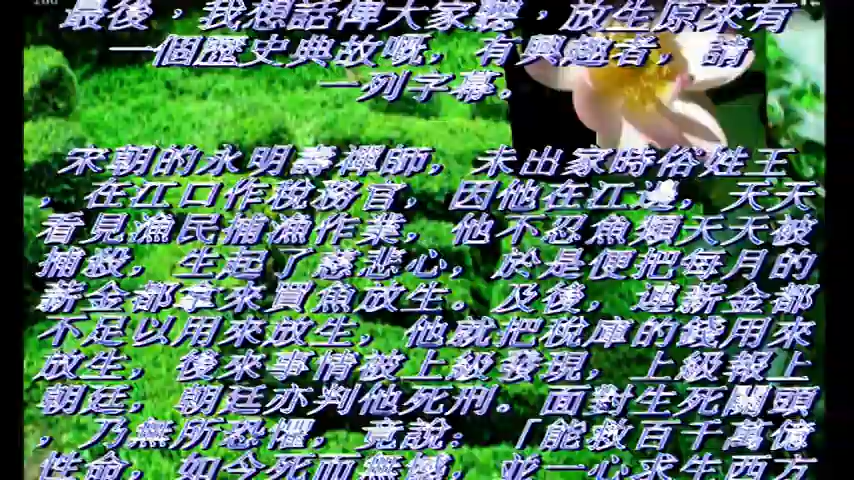 最後，我想話俾大家聽，放生原來有
一個歷史典故嘅，有興趣者，請
一列字幕。
宋朝的永明壽禪師，未出家時俗姓王
，在江口作稅務官，因他在江邊，天天
看見漁民捕漁作業，他不忍魚類天天被
捕殺，生起了慈悲心，於是便把每月的
薪金都拿來買魚放生。及後，連薪金都
不足以用來放生，他就把稅庫的錢用來
放生，後來事情被上級發現，上級報上
朝廷，朝廷亦判他死刑。面對生死關頭
，乃無所恐懼，竟說：「能救百千萬億
性命，如今死而無憾，並一心求生西方